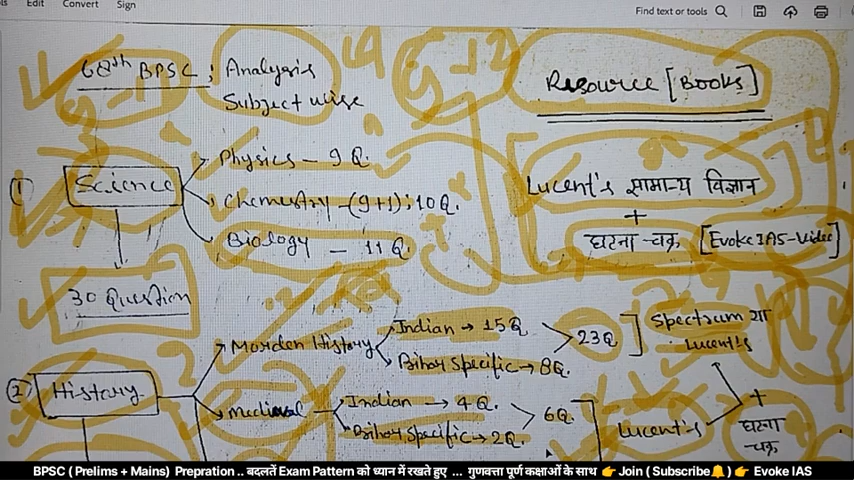 Edit Convert Sign Find text or tools
68th BPSC ; Analysis
Subject wise
Resource [Books]
(1) Science
Physics - 9 Q.
Chemestry - (9+1) ; 10 Q.
Biology - 11 Q.
30 Question
Lucent's सामान्य विज्ञान
+
घटना-चक्र [Evoke IAS-Video]
(2) History
Morden History
Indian → 15 Q
Bihar Specific → 8 Q.
23 Q
Spectrum या
Lucent's
Medieval
Indian → 4 Q.
Bihar Specific → 2 Q.
6 Q
Lucent's
+
घटना
-चक्र
BPSC ( Prelims + Mains) Prepration .. बदलतें Exam Pattern को ध्यान में रखते हुए ... गुणवत्ता पूर्ण कक्षाओं के साथ 👉 Join ( Subscribe🔔) 👉 Evoke IAS